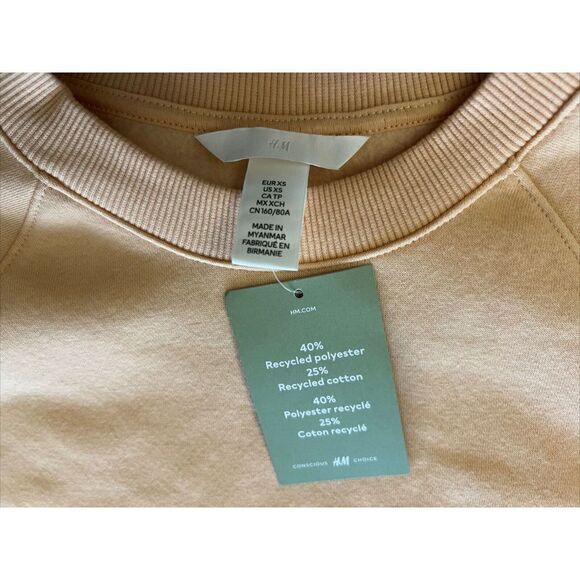 H&M
EUR XS
US XS
CA TP
MX XCH
CN 160/80A
MADE IN
MYANMAR
FABRIQUÉ EN
BIRMANIE
HM.COM
40%
Recycled polyester
25%
Recycled cotton
40%
Polyester recyclé
25%
Coton recyclé
CONSCIOUS H&M CHOICE